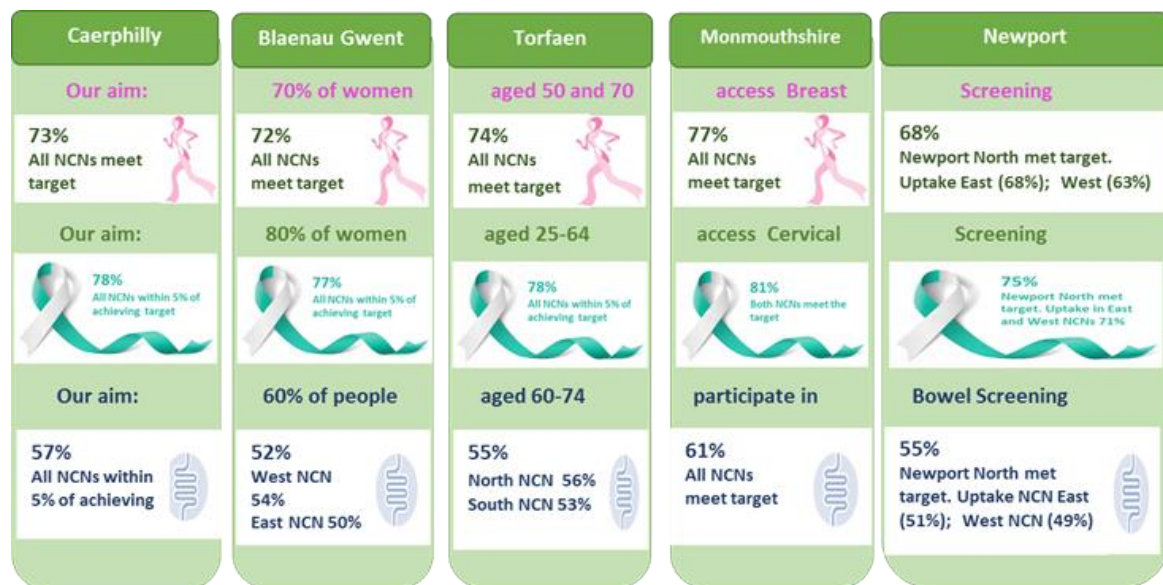 Caerphilly
Blaenau Gwent
Torfaen
Monmouthshire
Newport
Our aim:
70% of women
aged 50 and 70
access Breast
Screening
73%
All NCNs meet
target
72%
All NCNs
meet target
74%
All NCNs
meet target
77%
All NCNs
meet target
68%
Newport North met target.
Uptake East (68%); West (63%)
Our aim:
80% of women
aged 25-64
access Cervical
Screening
78%
All NCNs within 5% of
achieving target
77%
All NCNs within 5% of
achieving target
78%
All NCNs within 5% of
achieving target
81%
Both NCNs meet the
target
75%
Newport North met
target. Uptake in East
and West NCNs 71%
Our aim:
60% of people
aged 60-74
participate in
Bowel Screening
57%
All NCNs within
5% of achieving
52%
West NCN
54%
East NCN 50%
55%
North NCN 56%
South NCN 53%
61%
All NCNs
meet target
55%
Newport North met
target. Uptake NCN East
(51%); West NCN (49%)